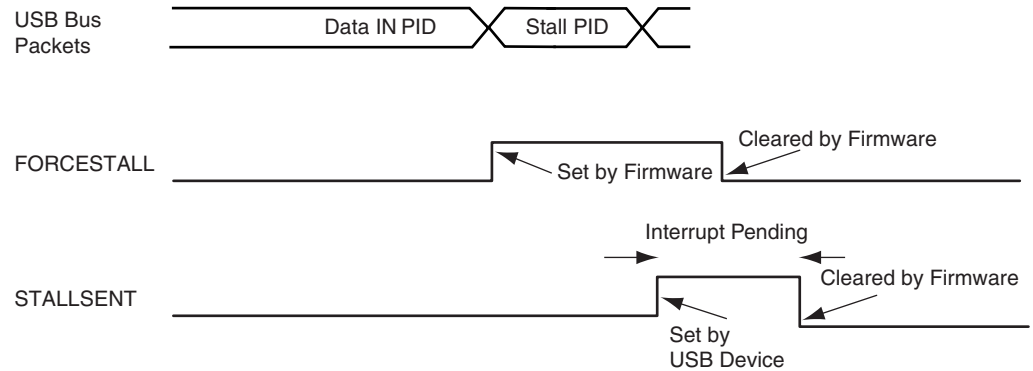 USB Bus
Packets
Data IN PID
Stall PID
FORCESTALL
Set by Firmware
Cleared by Firmware
Interrupt Pending
STALLSENT
Cleared by Firmware
Set by
USB Device